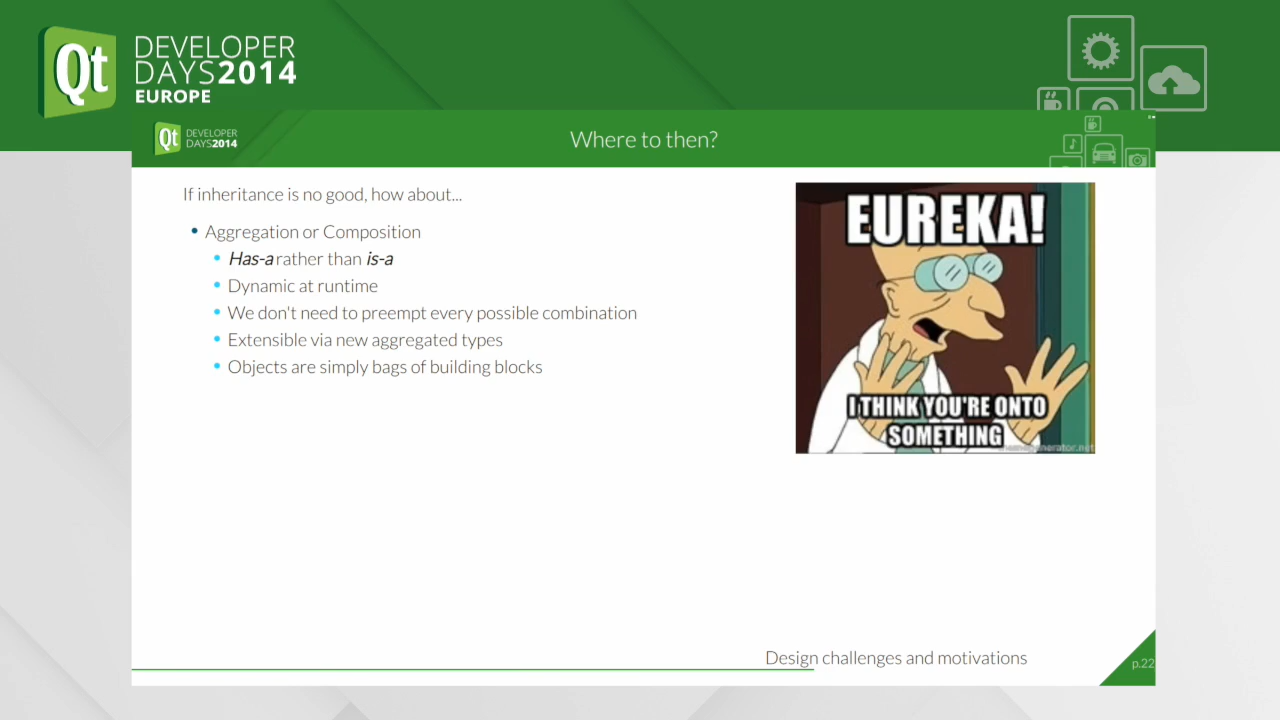 Qt DEVELOPER
DAYS2014
EUROPE
Qt DEVELOPER
DAYS2014
Where to then?
If inheritance is no good, how about...
• Aggregation or Composition
• Has-a rather than is-a
• Dynamic at runtime
• We don't need to preempt every possible combination
• Extensible via new aggregated types
• Objects are simply bags of building blocks
EUREKA!
I THINK YOU'RE ONTO
SOMETHING
Design challenges and motivations
p.22